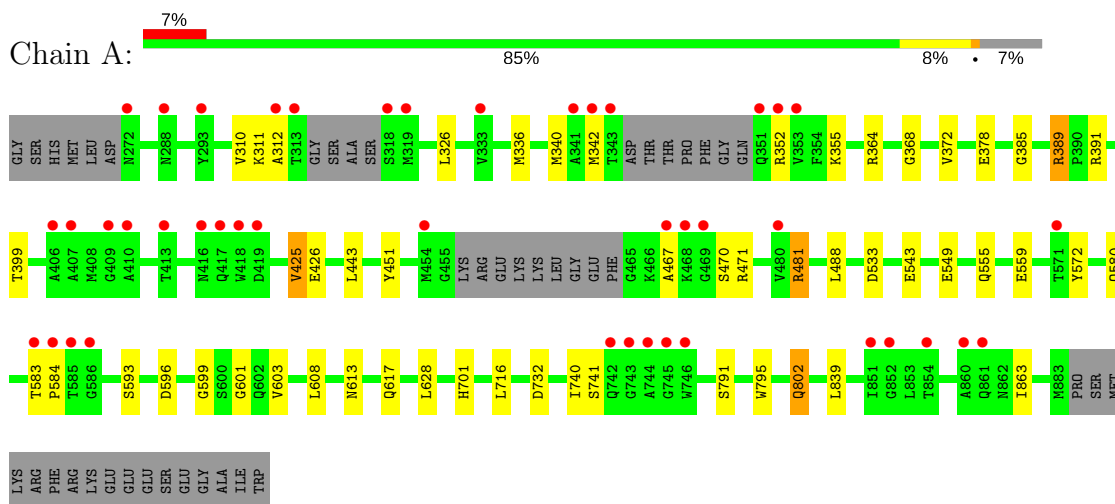 7%
Chain A:
85% 8% • 7%
GLY SER HIS MET LEU ASP N272 N288 Y293 V310 K311 A312 T313 GLY SER ALA SER S318 M319 L326 V333 M336 M340 A341 M342 T343 ASP THR THR PRO PHE GLY GLN Q351 R352 V353 F354 K355 R364 G368 V372 E378 G385 R389 P390 R391
T399 A406 A407 M408 G409 A410 T413 N416 Q417 W418 D419 V425 E426 L443 Y451 M454 G455 LYS ARG GLU LYS LYS LEU GLY GLU PHE G465 K466 A467 K468 G469 S470 R471 V480 R481 L488 D533 E543 E549 Q555 E559 T571 Y572
T583 P584 T585 G586 S593 D596 G599 S600 G601 Q602 V603 L608 N613 Q617 L628 H701 L716 D732 I740 S741 Q742 G743 A744 G745 W746 S791 W795 Q802 L839 I851 G852 L853 T854 A860 Q861 N862 I863 M883 PRO SER MET
LYS ARG PHE ARG LYS GLU GLU GLU SER GLU GLY ALA ILE TRP